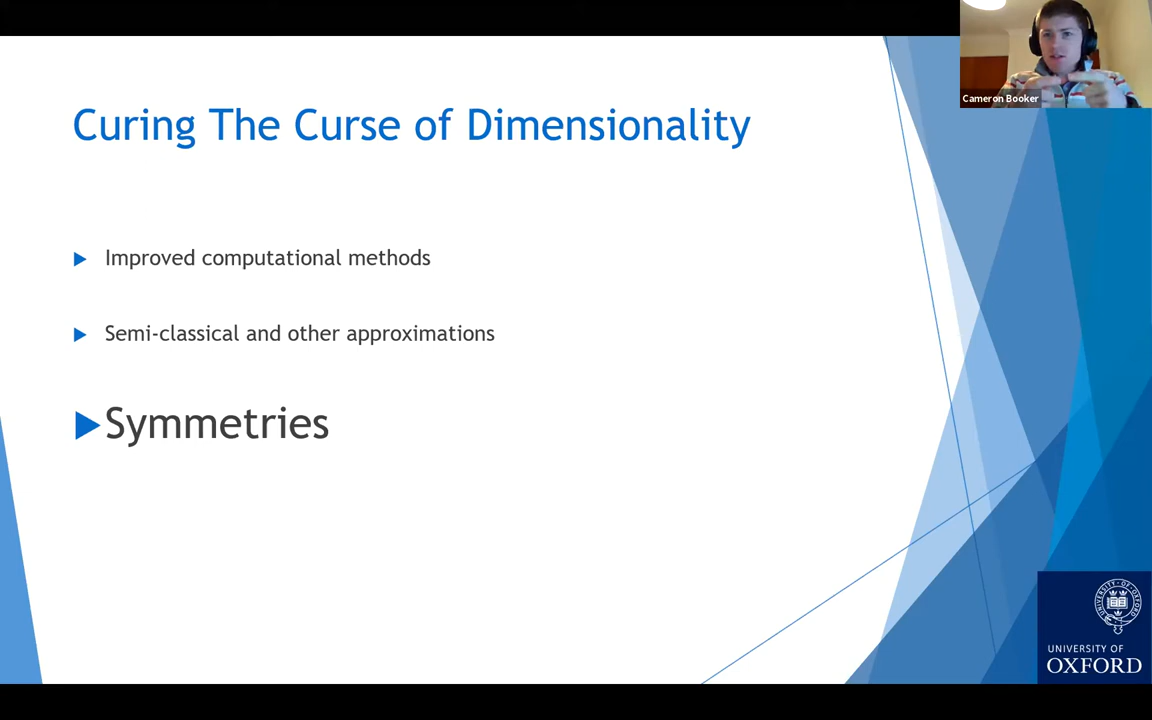 Cameron Booker
Curing The Curse of Dimensionality
Improved computational methods
Semi-classical and other approximations
Symmetries
UNIVERSITY OF
OXFORD